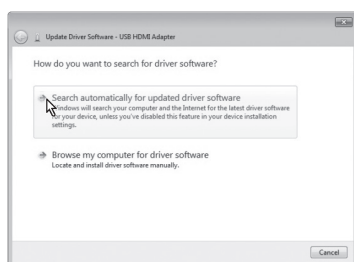 Update Driver Software - USB HDMI Adapter
How do you want to search for driver software?
Search automatically for updated driver software
Windows will search your computer and the Internet for the latest driver software
for your device, unless you've disabled this feature in your device installation
settings.
Browse my computer for driver software
Locate and install driver software manually.
Cancel